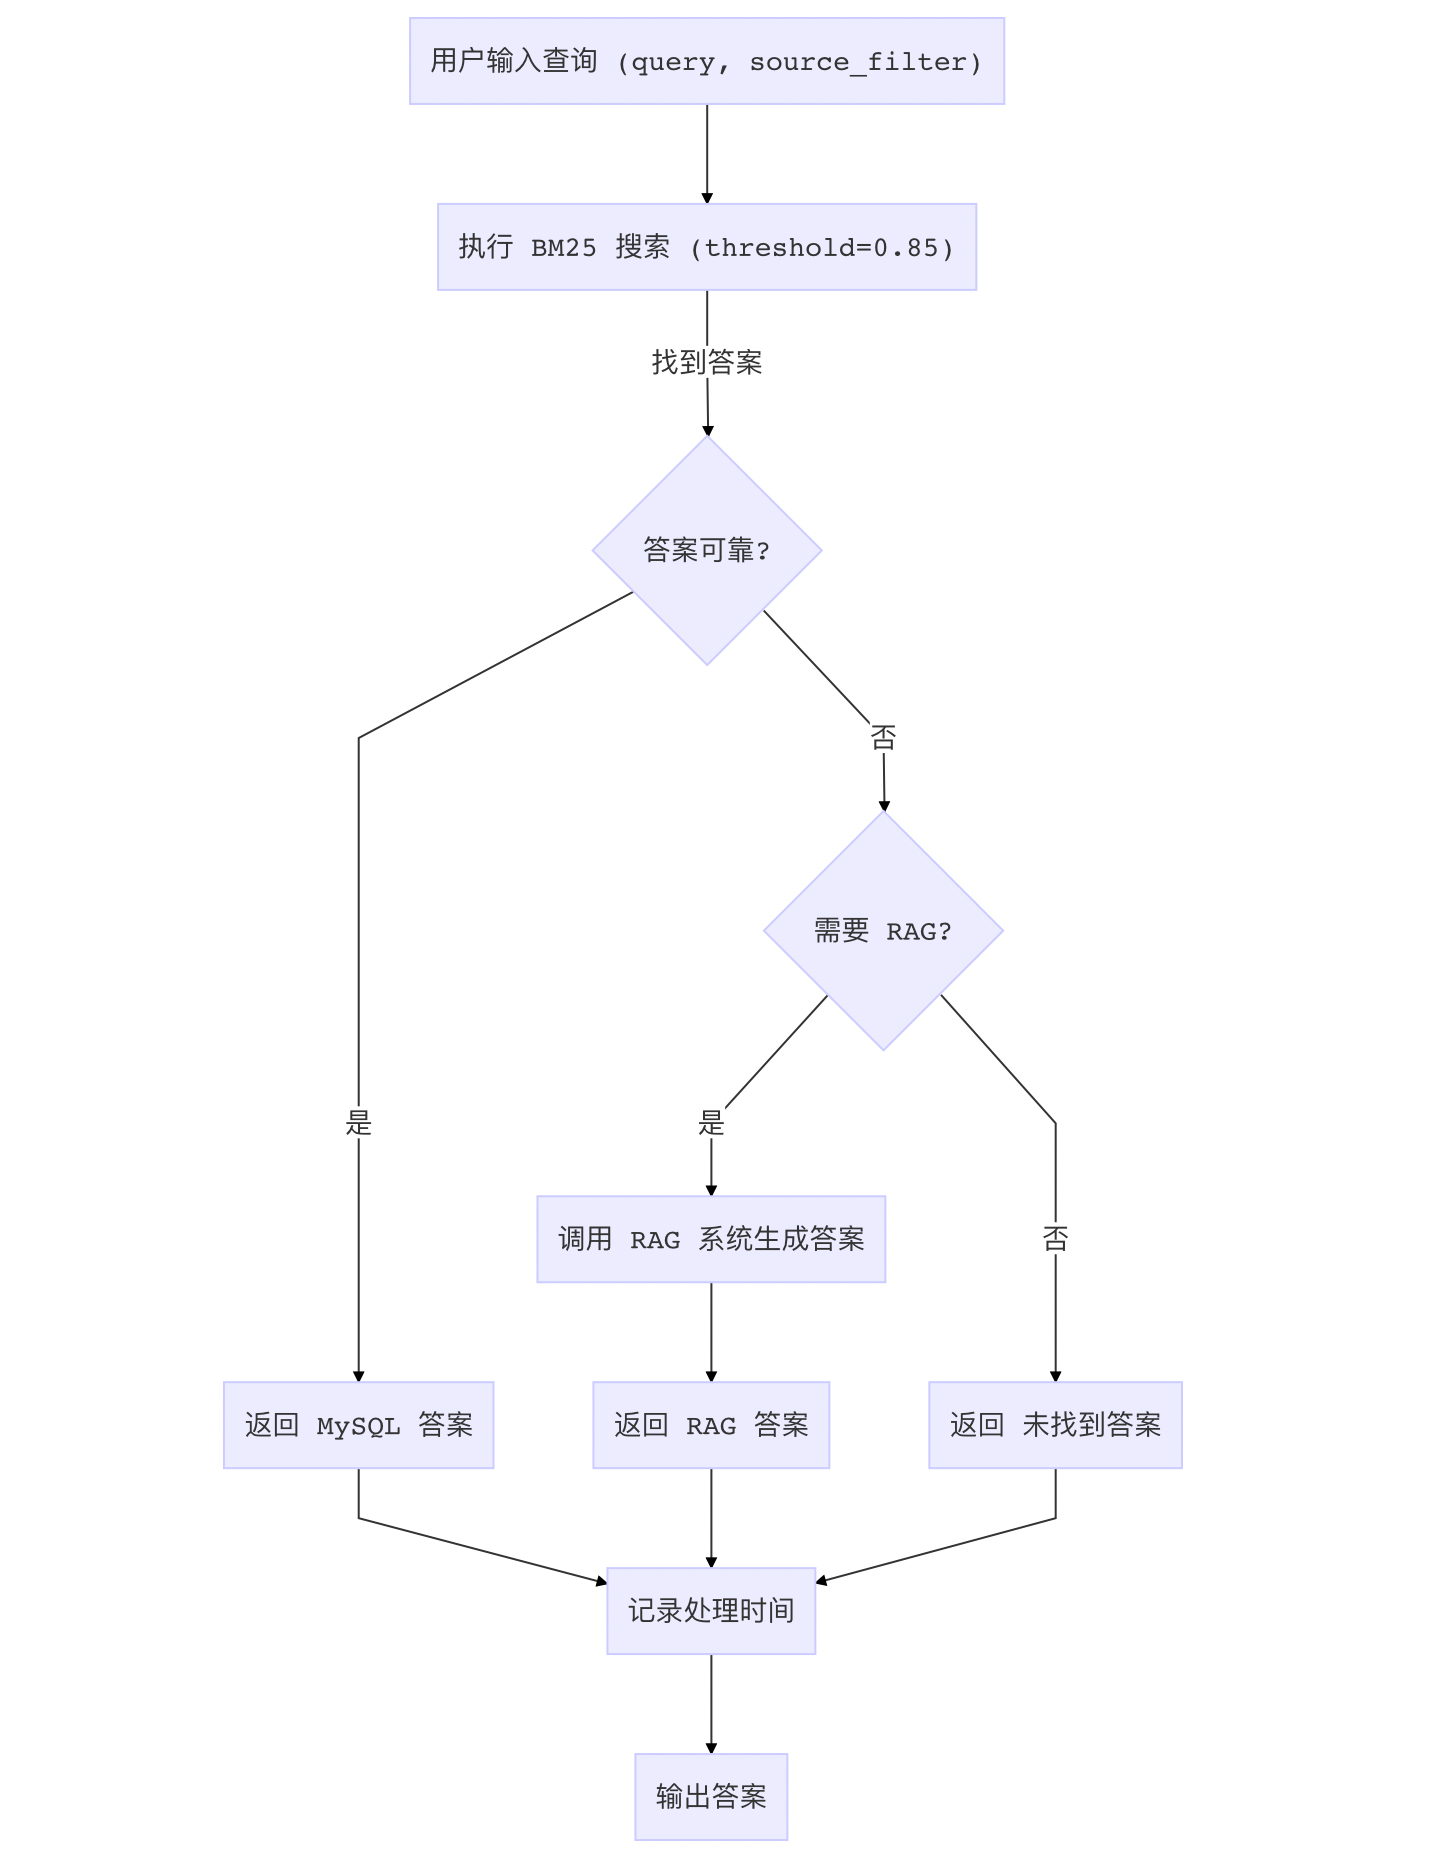 用户输入查询 (query, source_filter)
执行 BM25 搜索 (threshold=0.85)
找到答案
答案可靠?
否
需要 RAG?
是
是
调用 RAG 系统生成答案
否
返回 MySQL 答案
返回 RAG 答案
返回 未找到答案
记录处理时间
输出答案